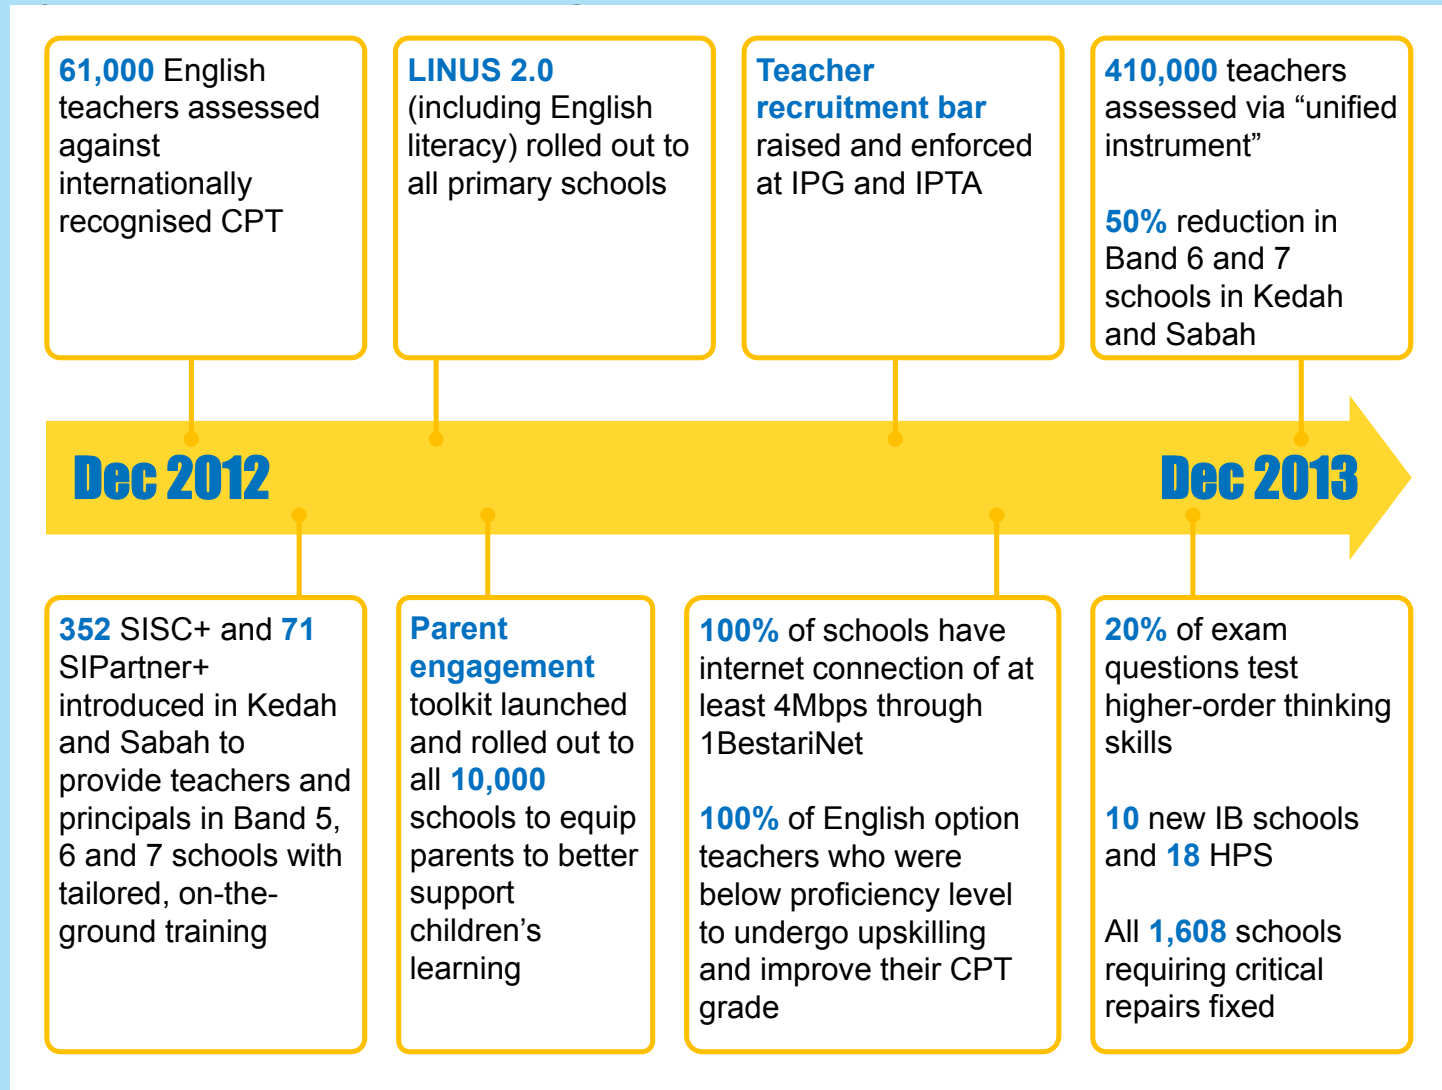 61,000 English
teachers assessed
against
internationally
recognised CPT
LINUS 2.0
(including English
literacy) rolled out to
all primary schools
Teacher
recruitment bar
raised and enforced
at IPG and IPTA
410,000 teachers
assessed via “unified
instrument”
50% reduction in
Band 6 and 7
schools in Kedah
and Sabah
Dec 2012
Dec 2013
352 SISC+ and 71
SIPartner+
introduced in Kedah
and Sabah to
provide teachers and
principals in Band 5,
6 and 7 schools with
tailored, on-the-
ground training
Parent
engagement
toolkit launched
and rolled out to
all 10,000
schools to equip
parents to better
support
children’s
learning
100% of schools have
internet connection of at
least 4Mbps through
1BestariNet
100% of English option
teachers who were
below proficiency level
to undergo upskilling
and improve their CPT
grade
20% of exam
questions test
higher-order thinking
skills
10 new IB schools
and 18 HPS
All 1,608 schools
requiring critical
repairs fixed